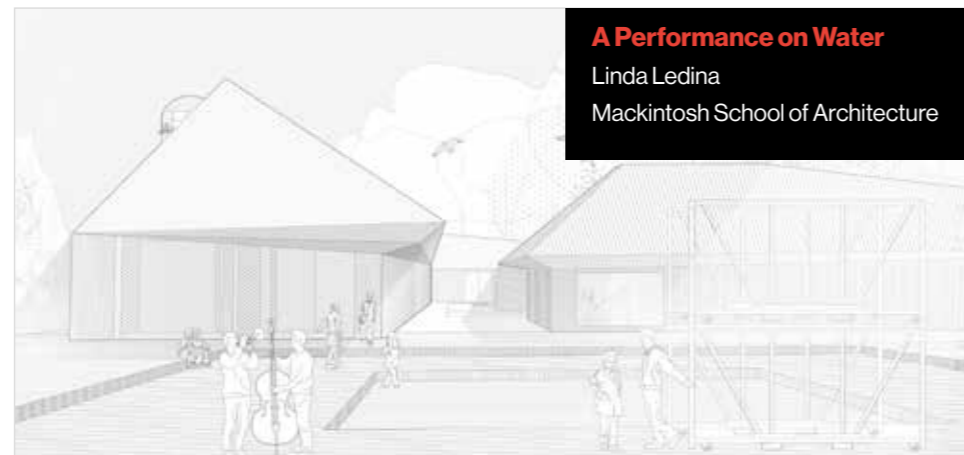 A Performance on Water
Linda Ledina
Mackintosh School of Architecture